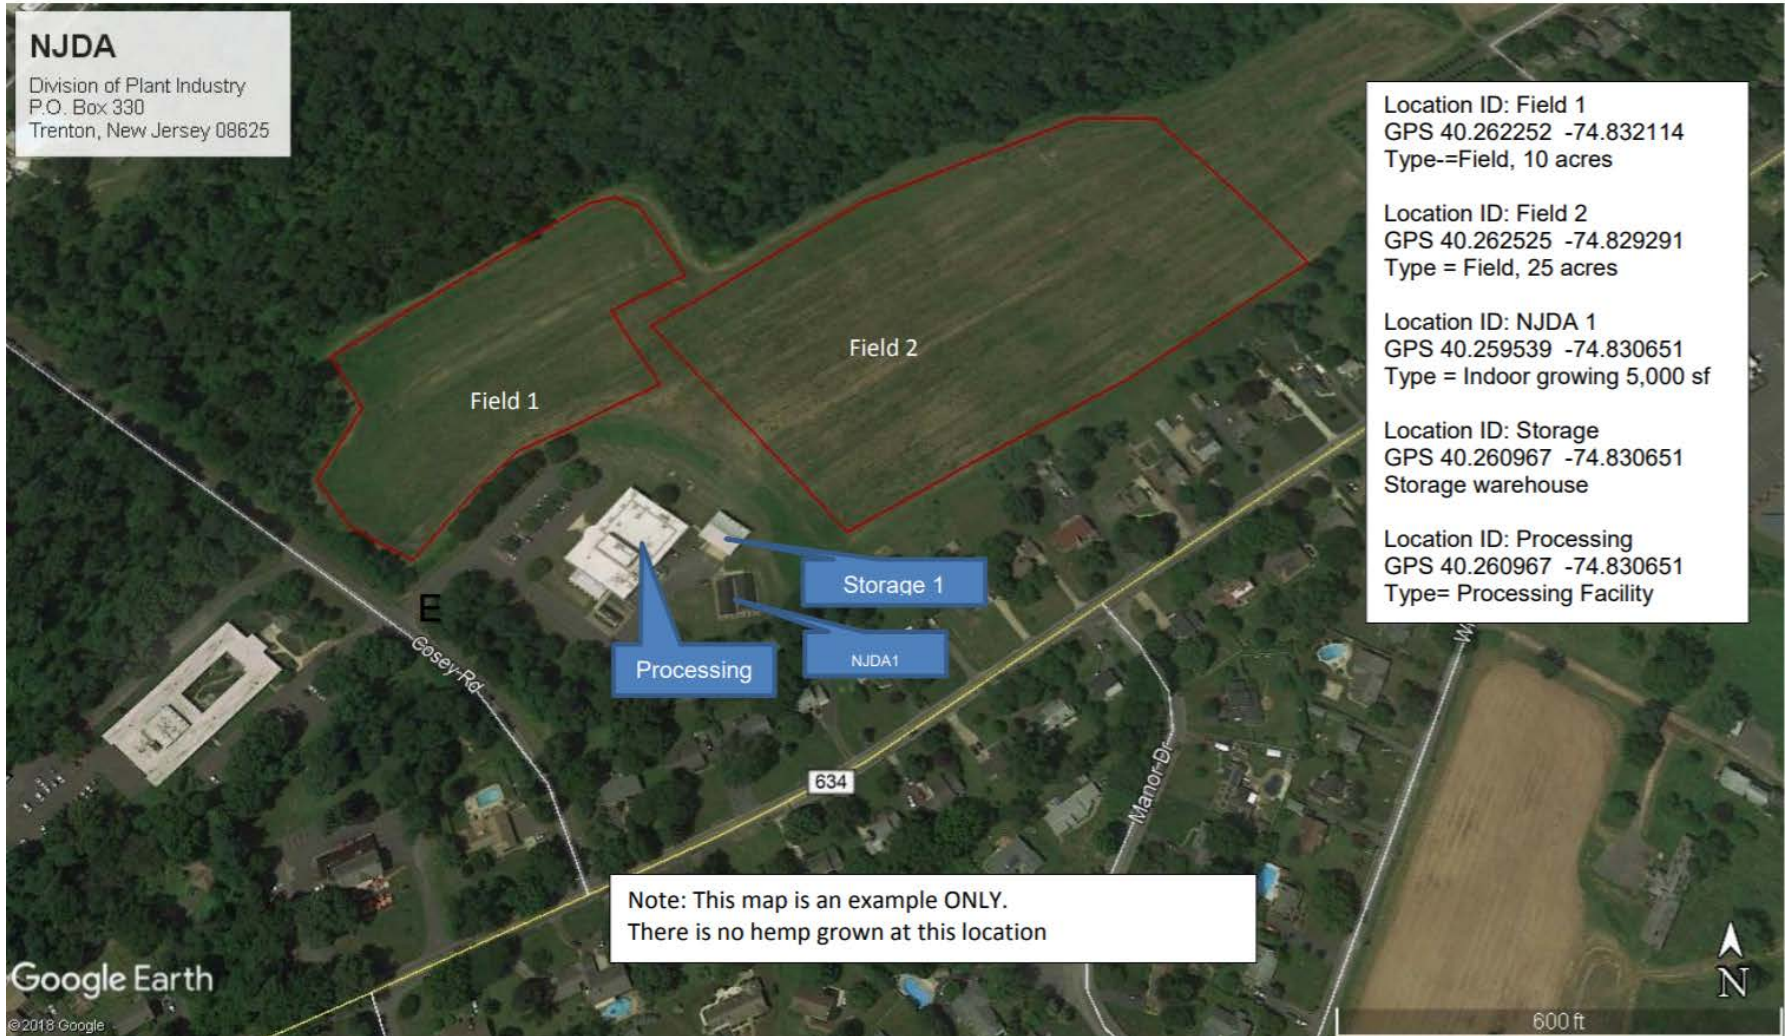 NJDA
Division of Plant Industry
P.O. Box 330
Trenton, New Jersey 08625
Location ID: Field 1
GPS 40.262252 -74.832114
Type-=Field, 10 acres
Location ID: Field 2
GPS 40.262525 -74.829291
Type = Field, 25 acres
Location ID: NJDA 1
GPS 40.259539 -74.830651
Type = Indoor growing 5,000 sf
Location ID: Storage
GPS 40.260967 -74.830651
Storage warehouse
Location ID: Processing
GPS 40.260967 -74.830651
Type= Processing Facility
Field 2
Field 1
Storage 1
E
Gosey Rd
Processing
NJDA1
634
Manor Dr
Note: This map is an example ONLY.
There is no hemp grown at this location
Google Earth
N
©2018 Google
600 ft